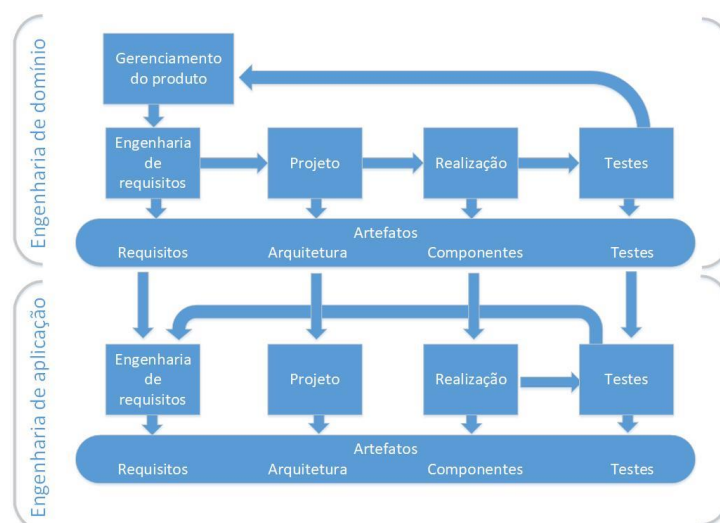 Engenharia de domínio
Gerenciamento
do produto
Engenharia
de
requisitos
Projeto
Realização
Testes
Artefatos
Requisitos
Arquitetura
Componentes
Testes
Engenharia de aplicação
Engenharia
de
requisitos
Projeto
Realização
Testes
Artefatos
Requisitos
Arquitetura
Componentes
Testes